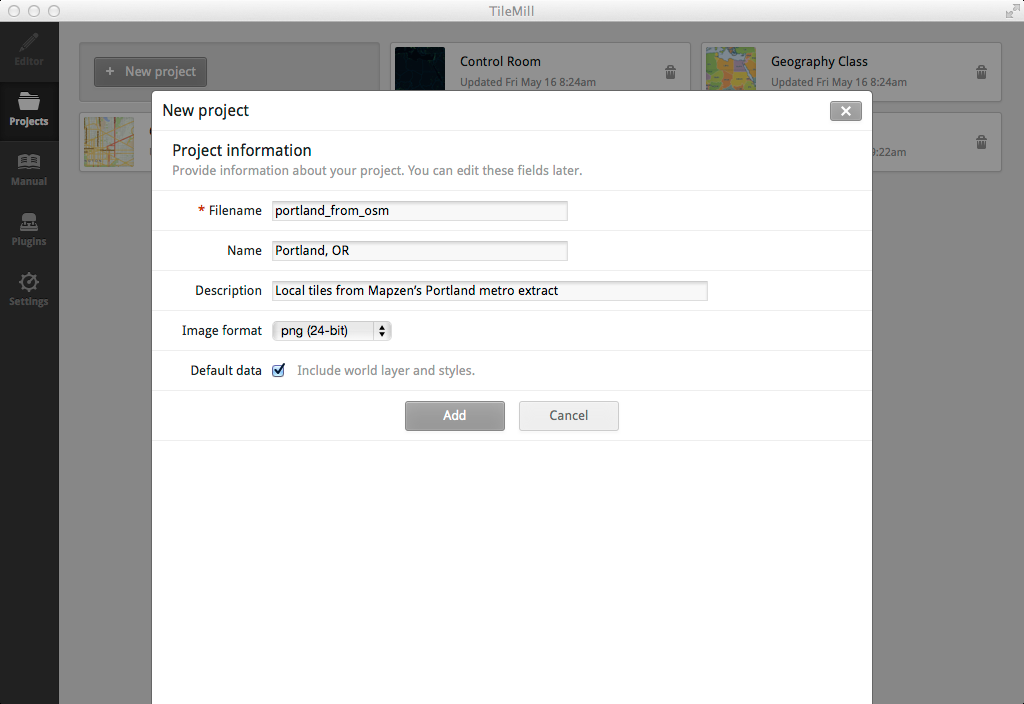 TileMill
Editor
Projects
Manual
Plugins
Settings
+ New project
Control Room
Updated Fri May 16 8:24am
Geography Class
Updated Fri May 16 8:24am
9:22am
New project
Project information
Provide information about your project. You can edit these fields later.
* Filename portland_from_osm
Name Portland, OR
Description Local tiles from Mapzen’s Portland metro extract
Image format png (24-bit)
Default data Include world layer and styles.
Add Cancel